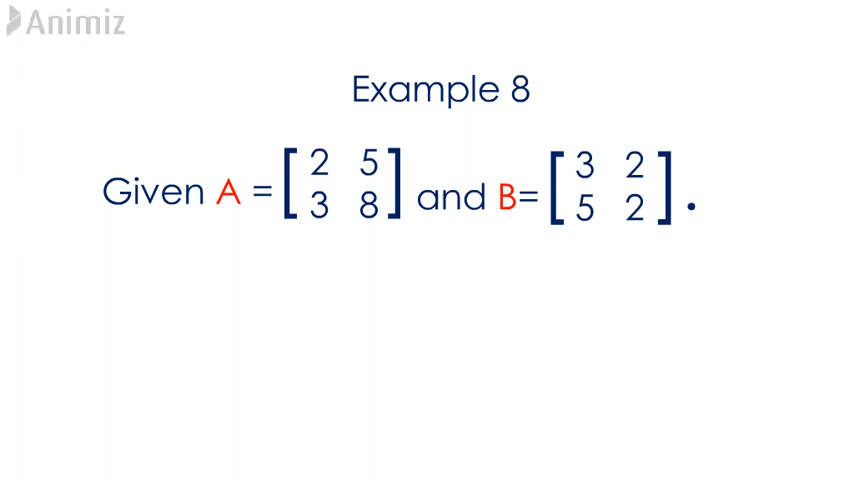 Animiz
Example 8
Given A = [ 2 5 ] and B= [ 3 2 ] .
[ 3 8 ] [ 5 2 ]